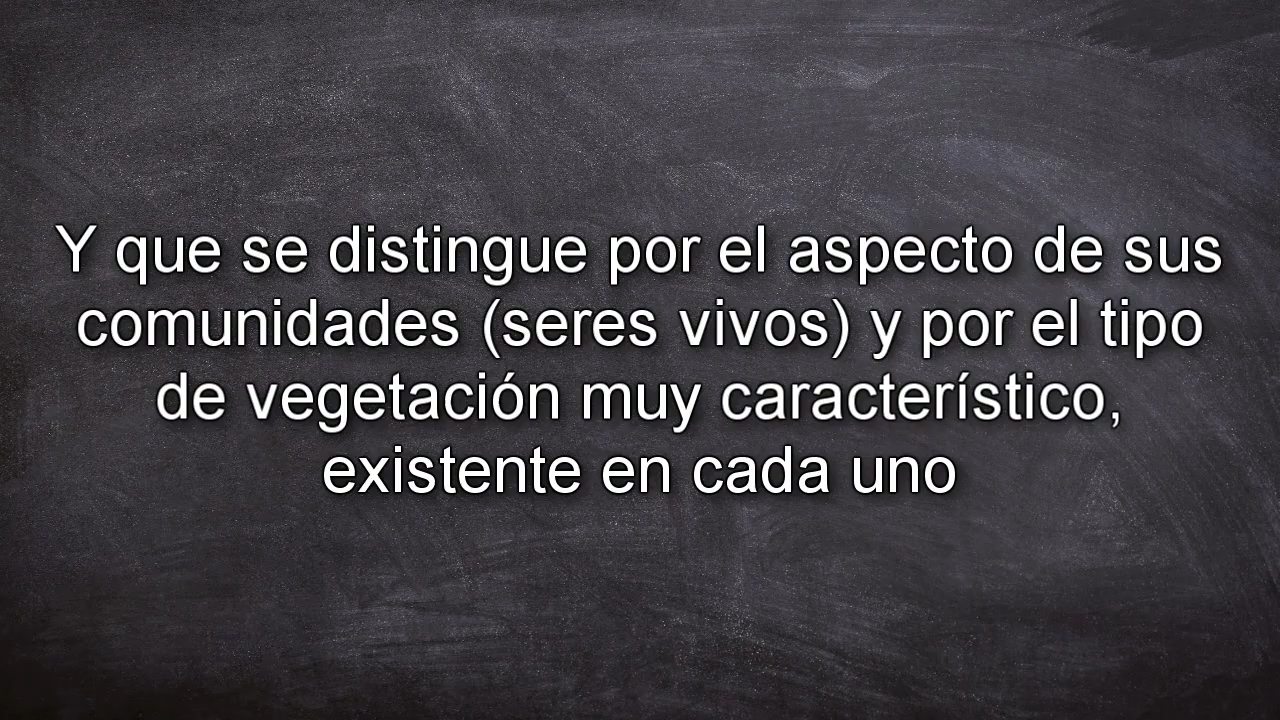 Y que se distingue por el aspecto de sus
comunidades (seres vivos) y por el tipo
de vegetación muy característico,
existente en cada uno